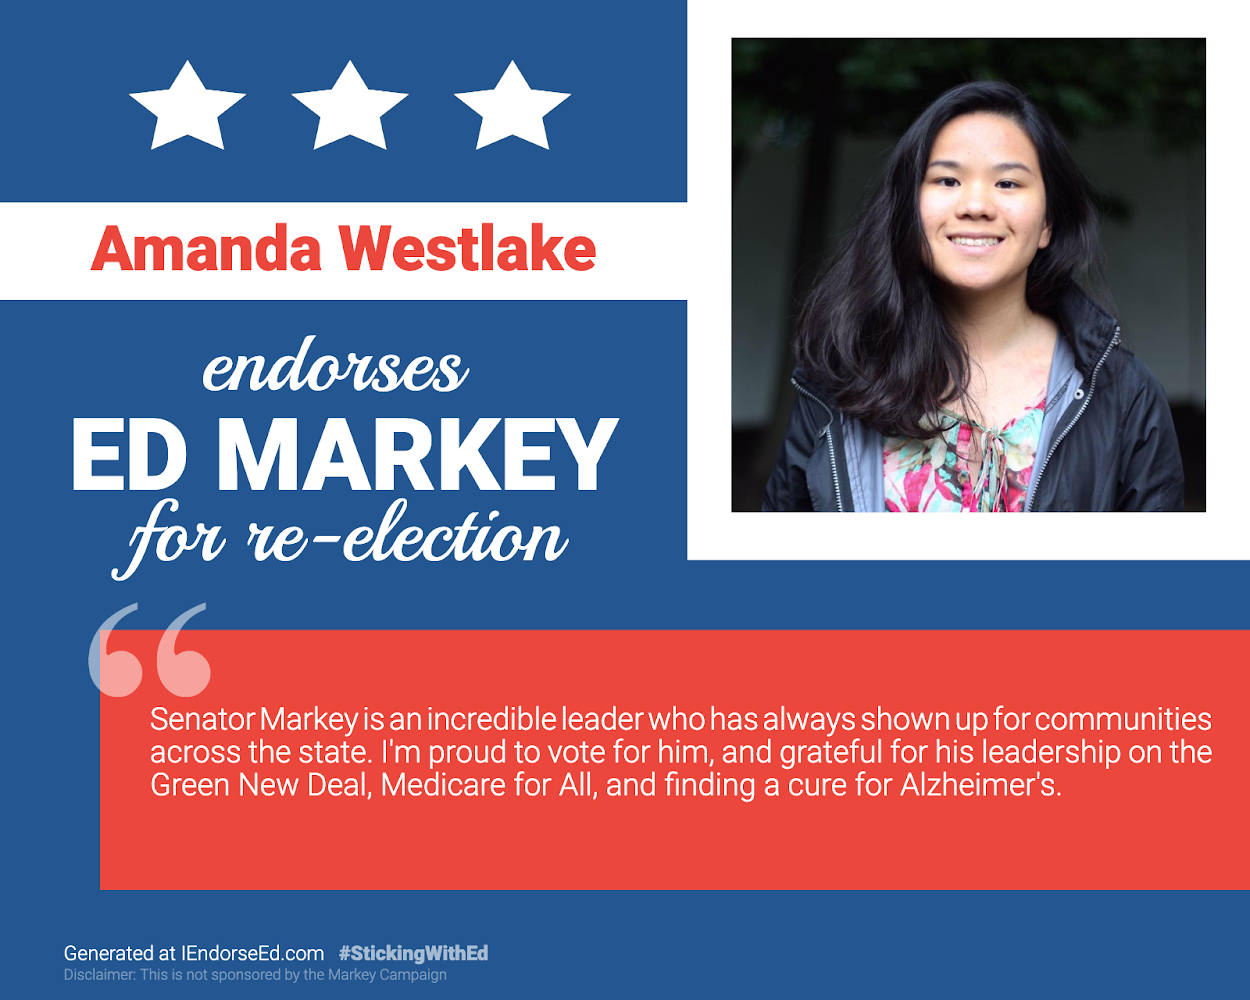 Amanda Westlake
endorses
ED MARKEY
for re-election
“
Senator Markey is an incredible leader who has always shown up for communities
across the state. I'm proud to vote for him, and grateful for his leadership on the
Green New Deal, Medicare for All, and finding a cure for Alzheimer's.
Generated at IEndorseEd.com #StickingWithEd
Disclaimer: This is not sponsored by the Markey Campaign